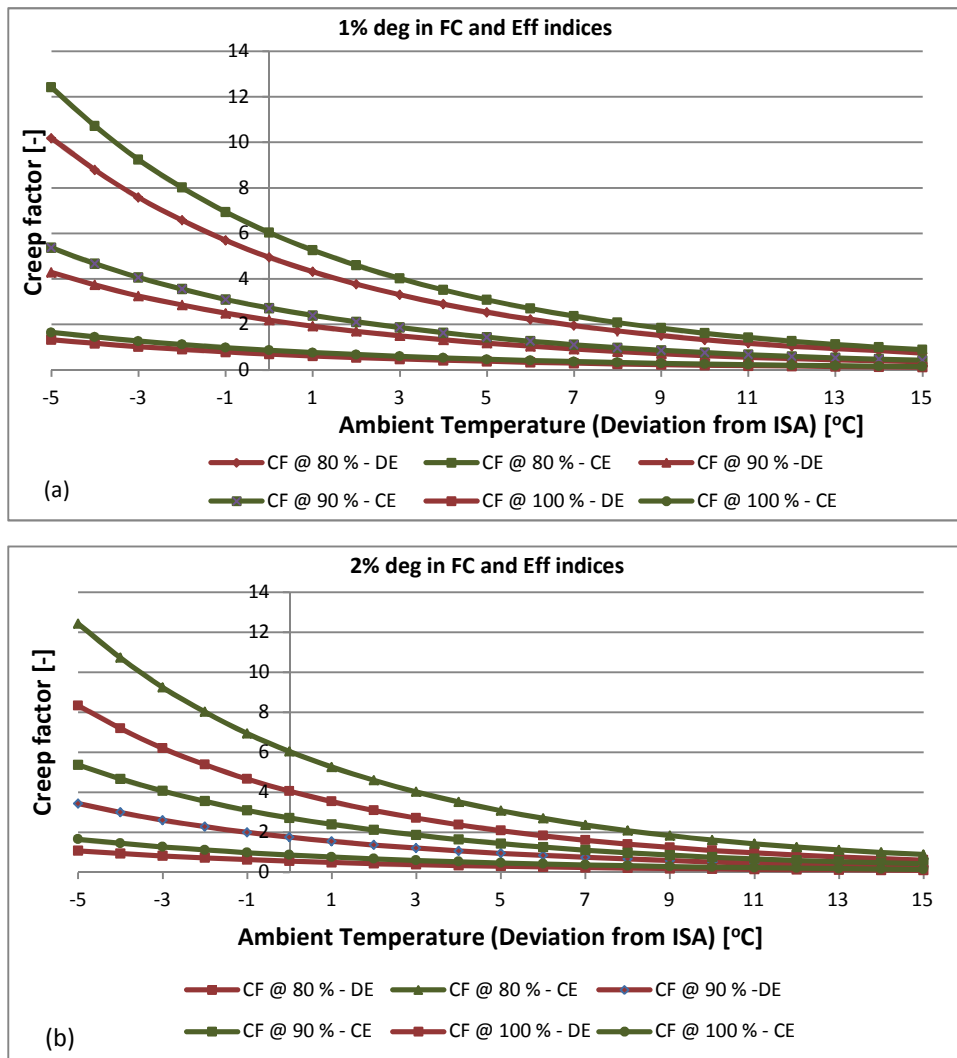 1% deg in FC and Eff indices
14
12
10
8
6
4
2
0
Creep factor [-]
-5 -3 -1 1 3 5 7 9 11 13 15
Ambient Temperature (Deviation from ISA) [°C]
CF @ 80 % - DE CF @ 80 % - CE CF @ 90 % -DE
CF @ 90 % - CE CF @ 100 % - DE CF @ 100 % - CE
(a)
2% deg in FC and Eff indices
14
12
10
8
6
4
2
0
Creep factor [-]
-5 -3 -1 1 3 5 7 9 11 13 15
Ambient Temperature (Deviation from ISA) [°C]
CF @ 80 % - DE CF @ 80 % - CE CF @ 90 % -DE
CF @ 90 % - CE CF @ 100 % - DE CF @ 100 % - CE
(b)